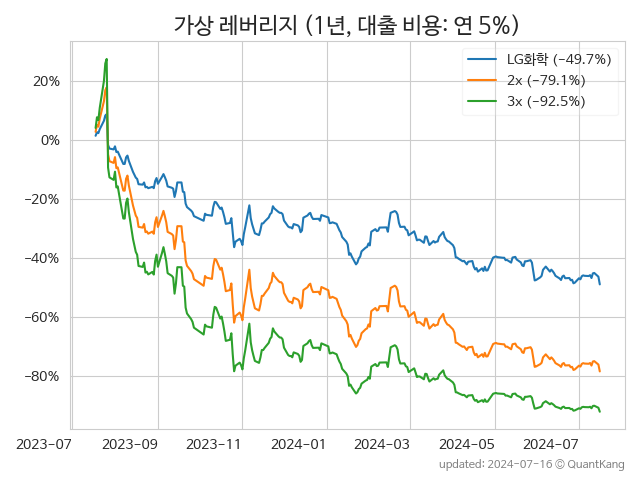 가상 레버리지 (1년, 대출 비용: 연 5%)
LG화학 (−49.7%)
2x (−79.1%)
3x (−92.5%)
20%
0%
−20%
−40%
−60%
−80%
2023-07
2023-09
2023-11
2024-01
2024-03
2024-05
2024-07
updated: 2024-07-16 © QuantKang